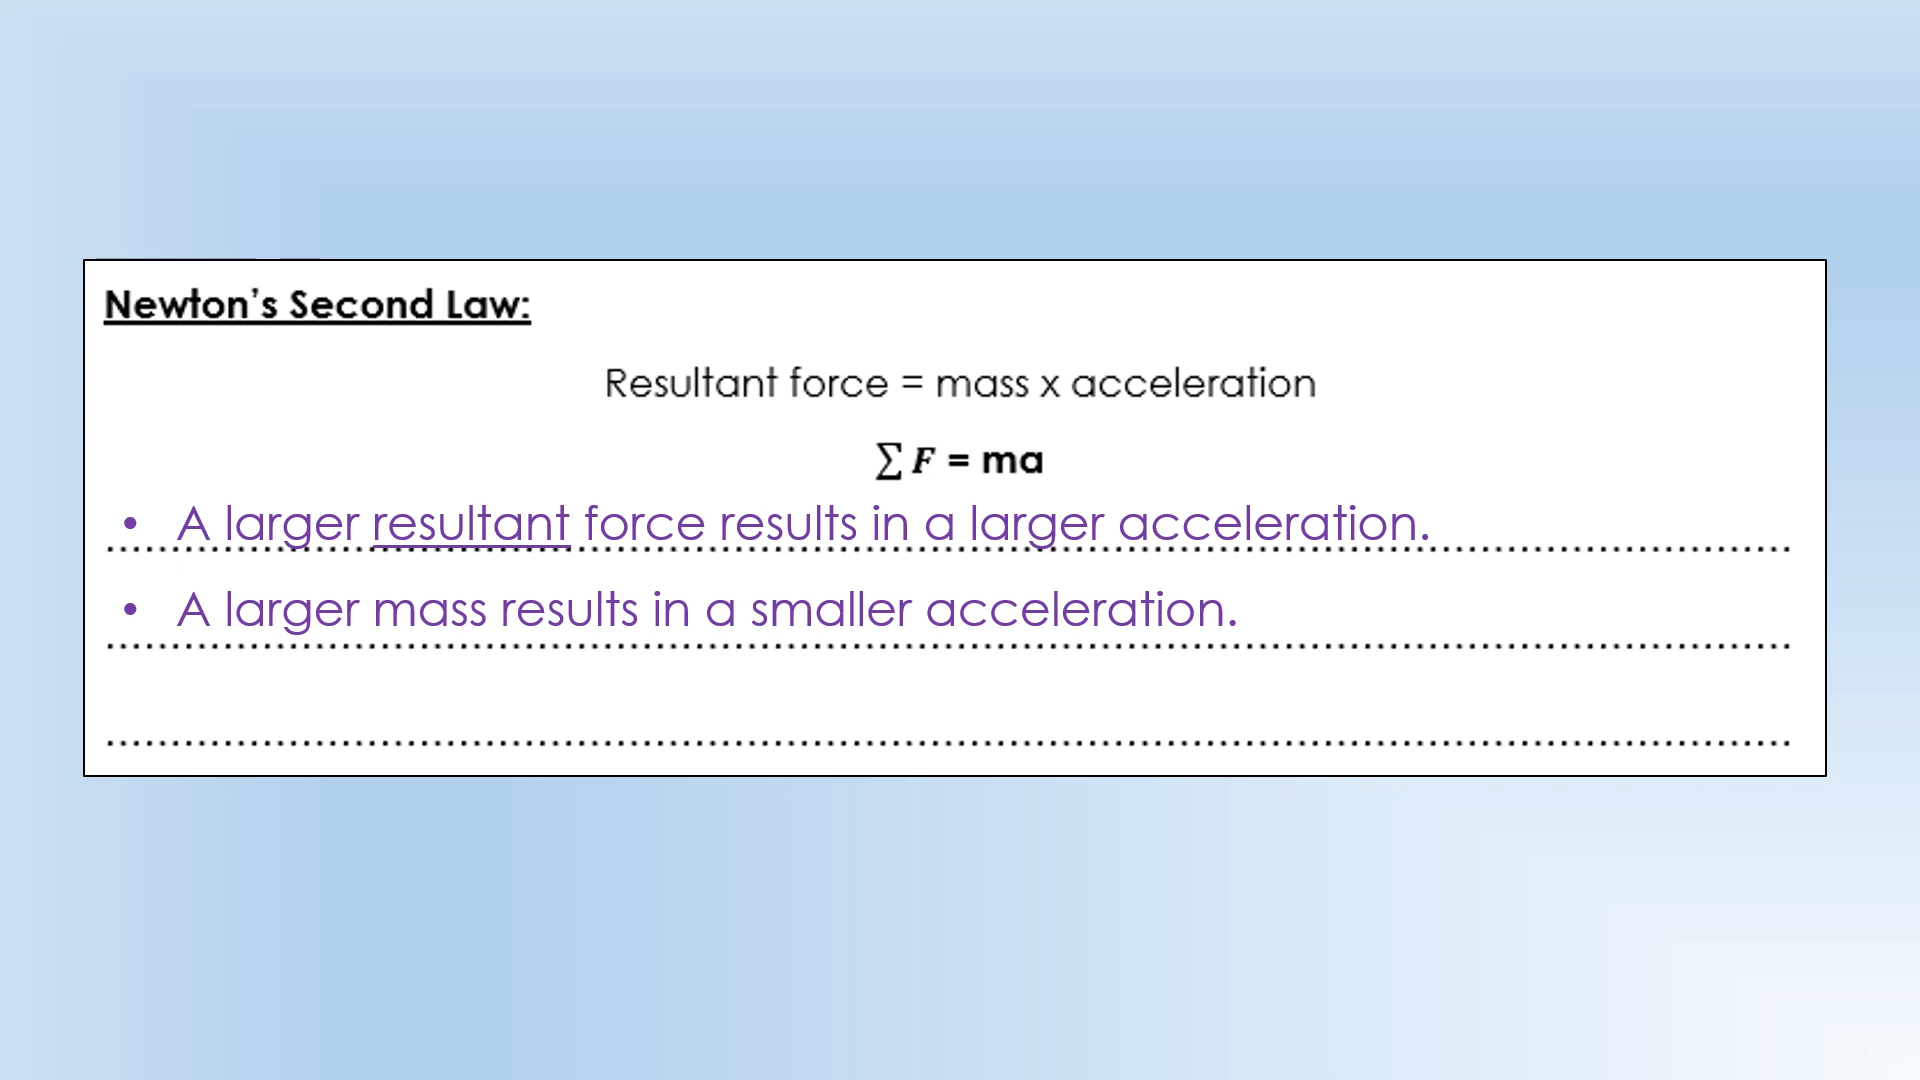 Newton’s Second Law:
Resultant force = mass x acceleration
∑ F = ma
• A larger resultant force results in a larger acceleration.
• A larger mass results in a smaller acceleration.